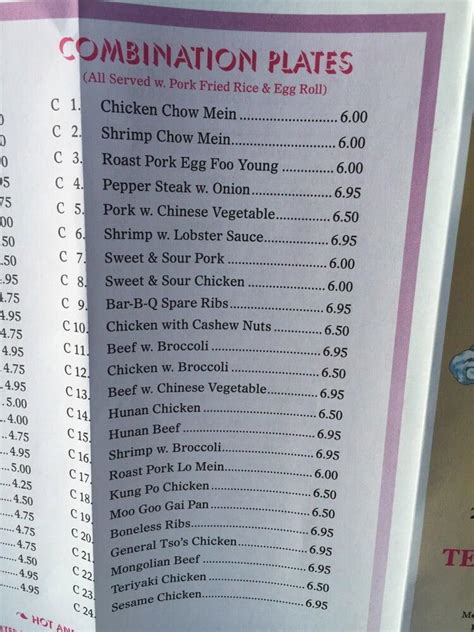 COMBINATION PLATES
(All Served w. Pork Fried Rice & Egg Roll)
C 1. Chicken Chow Mein 6.00
C 2. Shrimp Chow Mein 6.00
C 3. Roast Pork Egg Foo Young 6.00
C 4. Pepper Steak w. Onion 6.95
C 5. Pork w. Chinese Vegetable 6.50
C 6. Shrimp w. Lobster Sauce 6.95
C 7. Sweet & Sour Pork 6.00
C 8. Sweet & Sour Chicken 6.00
C 9. Bar-B-Q Spare Ribs 6.95
C 10. Chicken with Cashew Nuts 6.50
C 11. Beef w. Broccoli 6.95
C 12. Chicken w. Broccoli 6.50
C 13. Beef w. Chinese Vegetable 6.95
C 14. Hunan Chicken 6.50
C 15. Hunan Beef 6.95
C 16. Shrimp w. Broccoli 6.95
C 17. Roast Pork Lo Mein 6.50
C 18. Kung Po Chicken 6.50
C 19. Moo Goo Gai Pan 6.50
C 20. Boneless Ribs 6.95
C 21. General Tso's Chicken 6.95
C 22. Mongolian Beef 6.95
C 23. Teriyaki Chicken 6.50
C 24. Sesame Chicken 6.95
HOT AN
TE